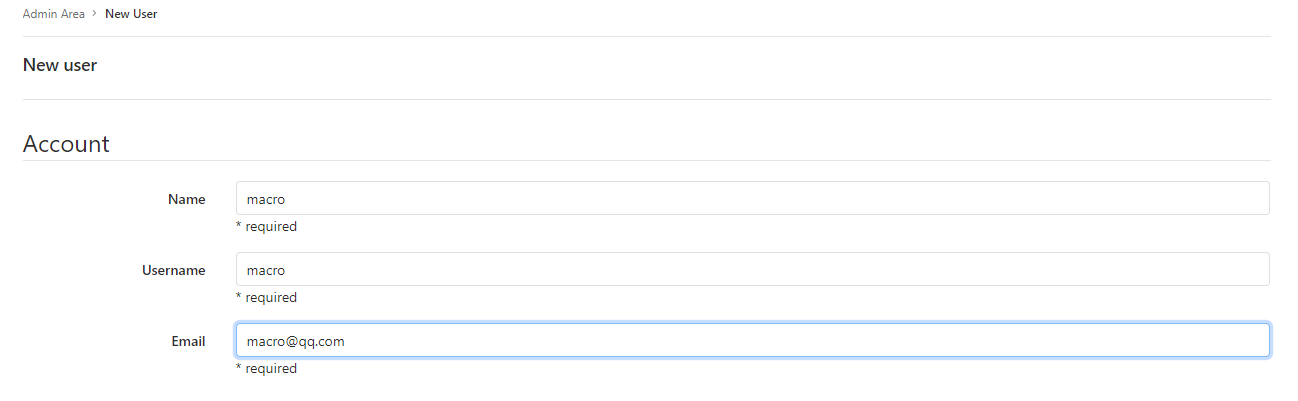 Admin Area › New User
New user
Account
Name macro
* required
Username macro
* required
Email macro@qq.com
* required